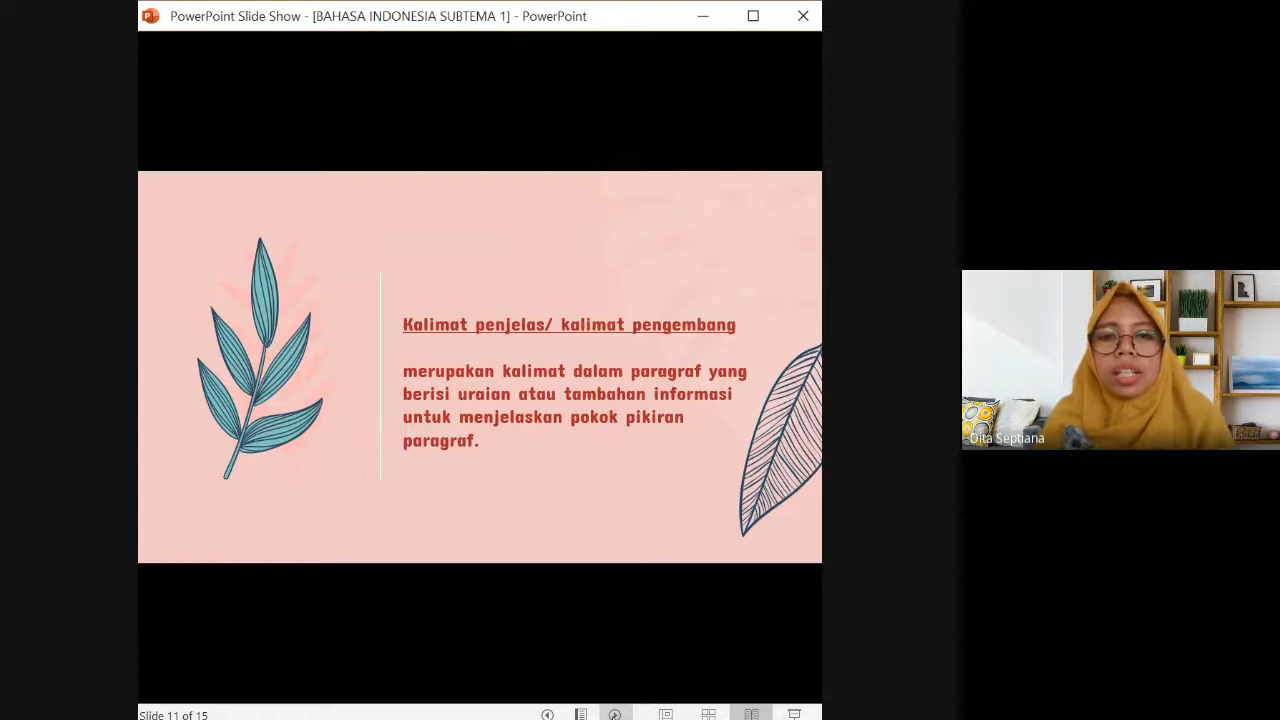 PowerPoint Slide Show - [BAHASA INDONESIA SUBTEMA 1] - PowerPoint
Kalimat penjelas/ kalimat pengembang
merupakan kalimat dalam paragraf yang
berisi uraian atau tambahan informasi
untuk menjelaskan pokok pikiran
paragraf.
Dita Septiana
Slide 11 of 15